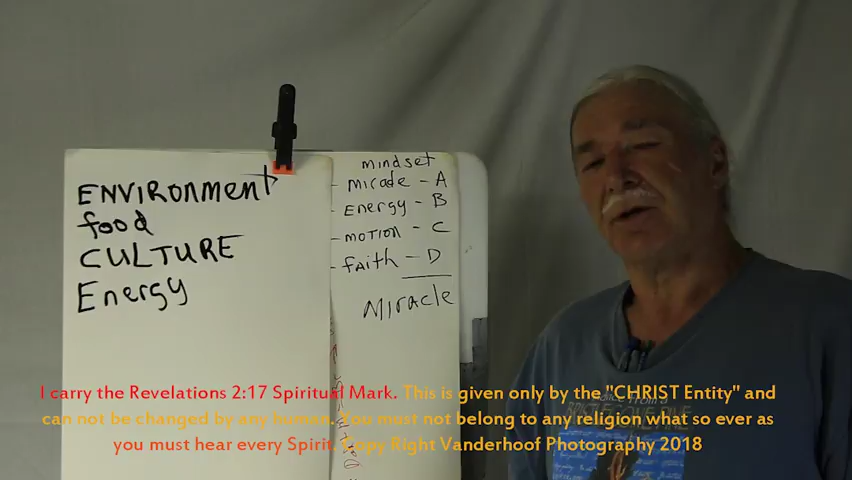 ENVIRONMENT
food
CULTURE
Energy
mindset
- miracle - A
- Energy - B
- MOTION - C
- faith - D
Miracle
I carry the Revelations 2:17 Spiritual Mark. This is given only by the "CHRIST Entity" and
can not be changed by any human. You must not belong to any religion what so ever as
you must hear every Spirit. Copy Right Vanderhoof Photography 2018